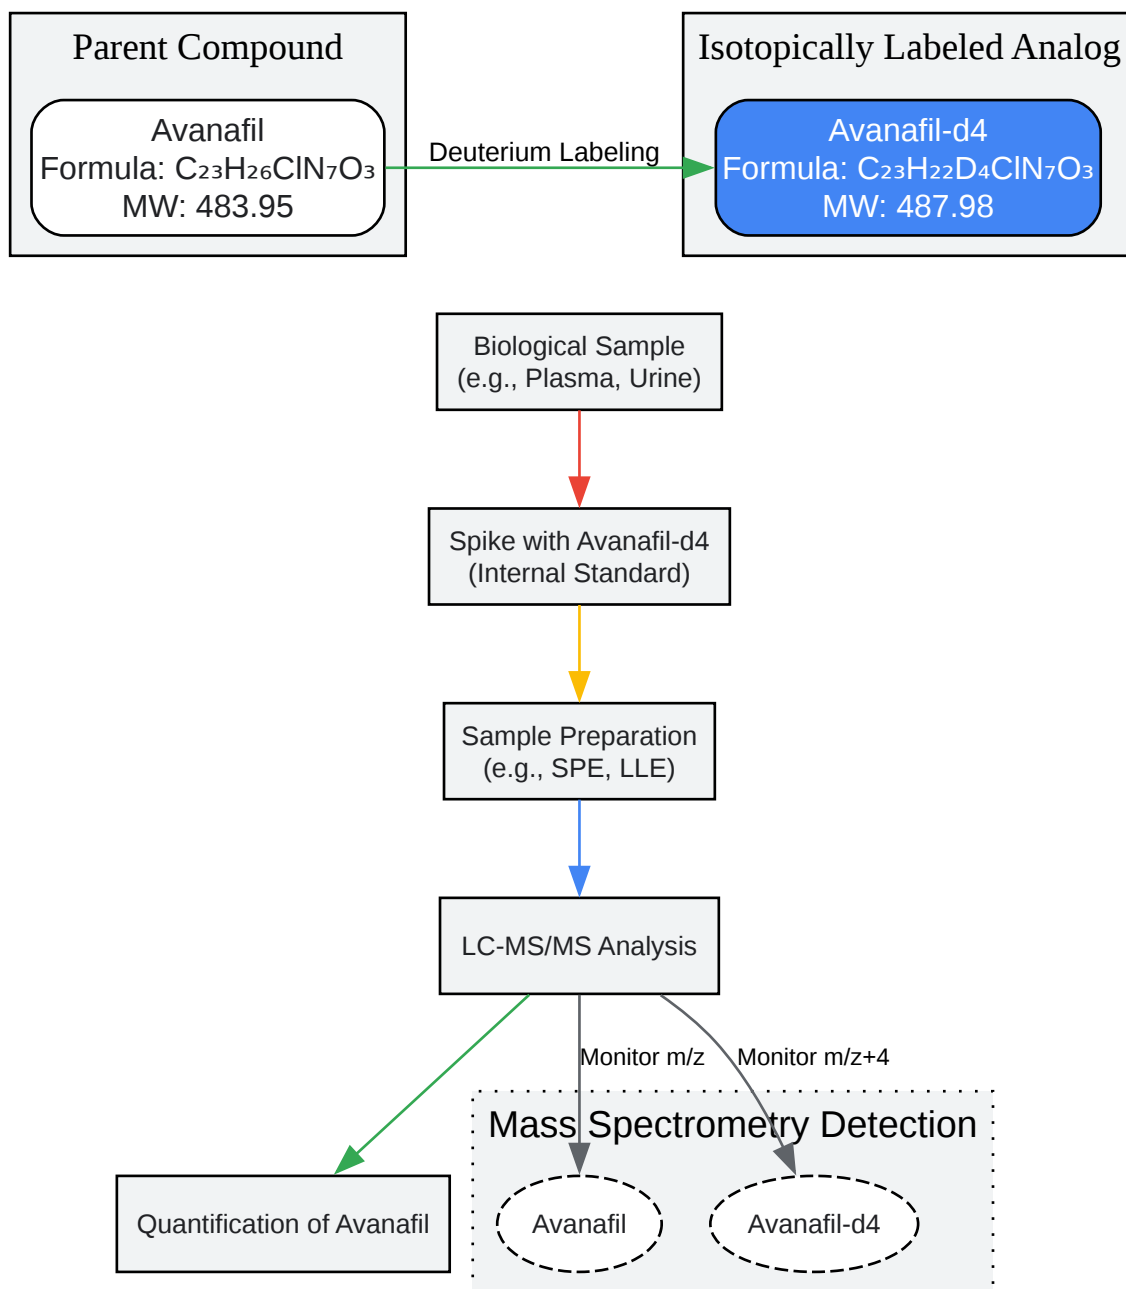 Parent Compound
Avanafil
Formula: C₂₃H₂₆ClN₇O₃
MW: 483.95
Deuterium Labeling
Isotopically Labeled Analog
Avanafil-d4
Formula: C₂₃H₂₂D₄ClN₇O₃
MW: 487.98
Biological Sample
(e.g., Plasma, Urine)
Spike with Avanafil-d4
(Internal Standard)
Sample Preparation
(e.g., SPE, LLE)
LC-MS/MS Analysis
Monitor m/z
Monitor m/z+4
Mass Spectrometry Detection
Quantification of Avanafil
Avanafil
Avanafil-d4